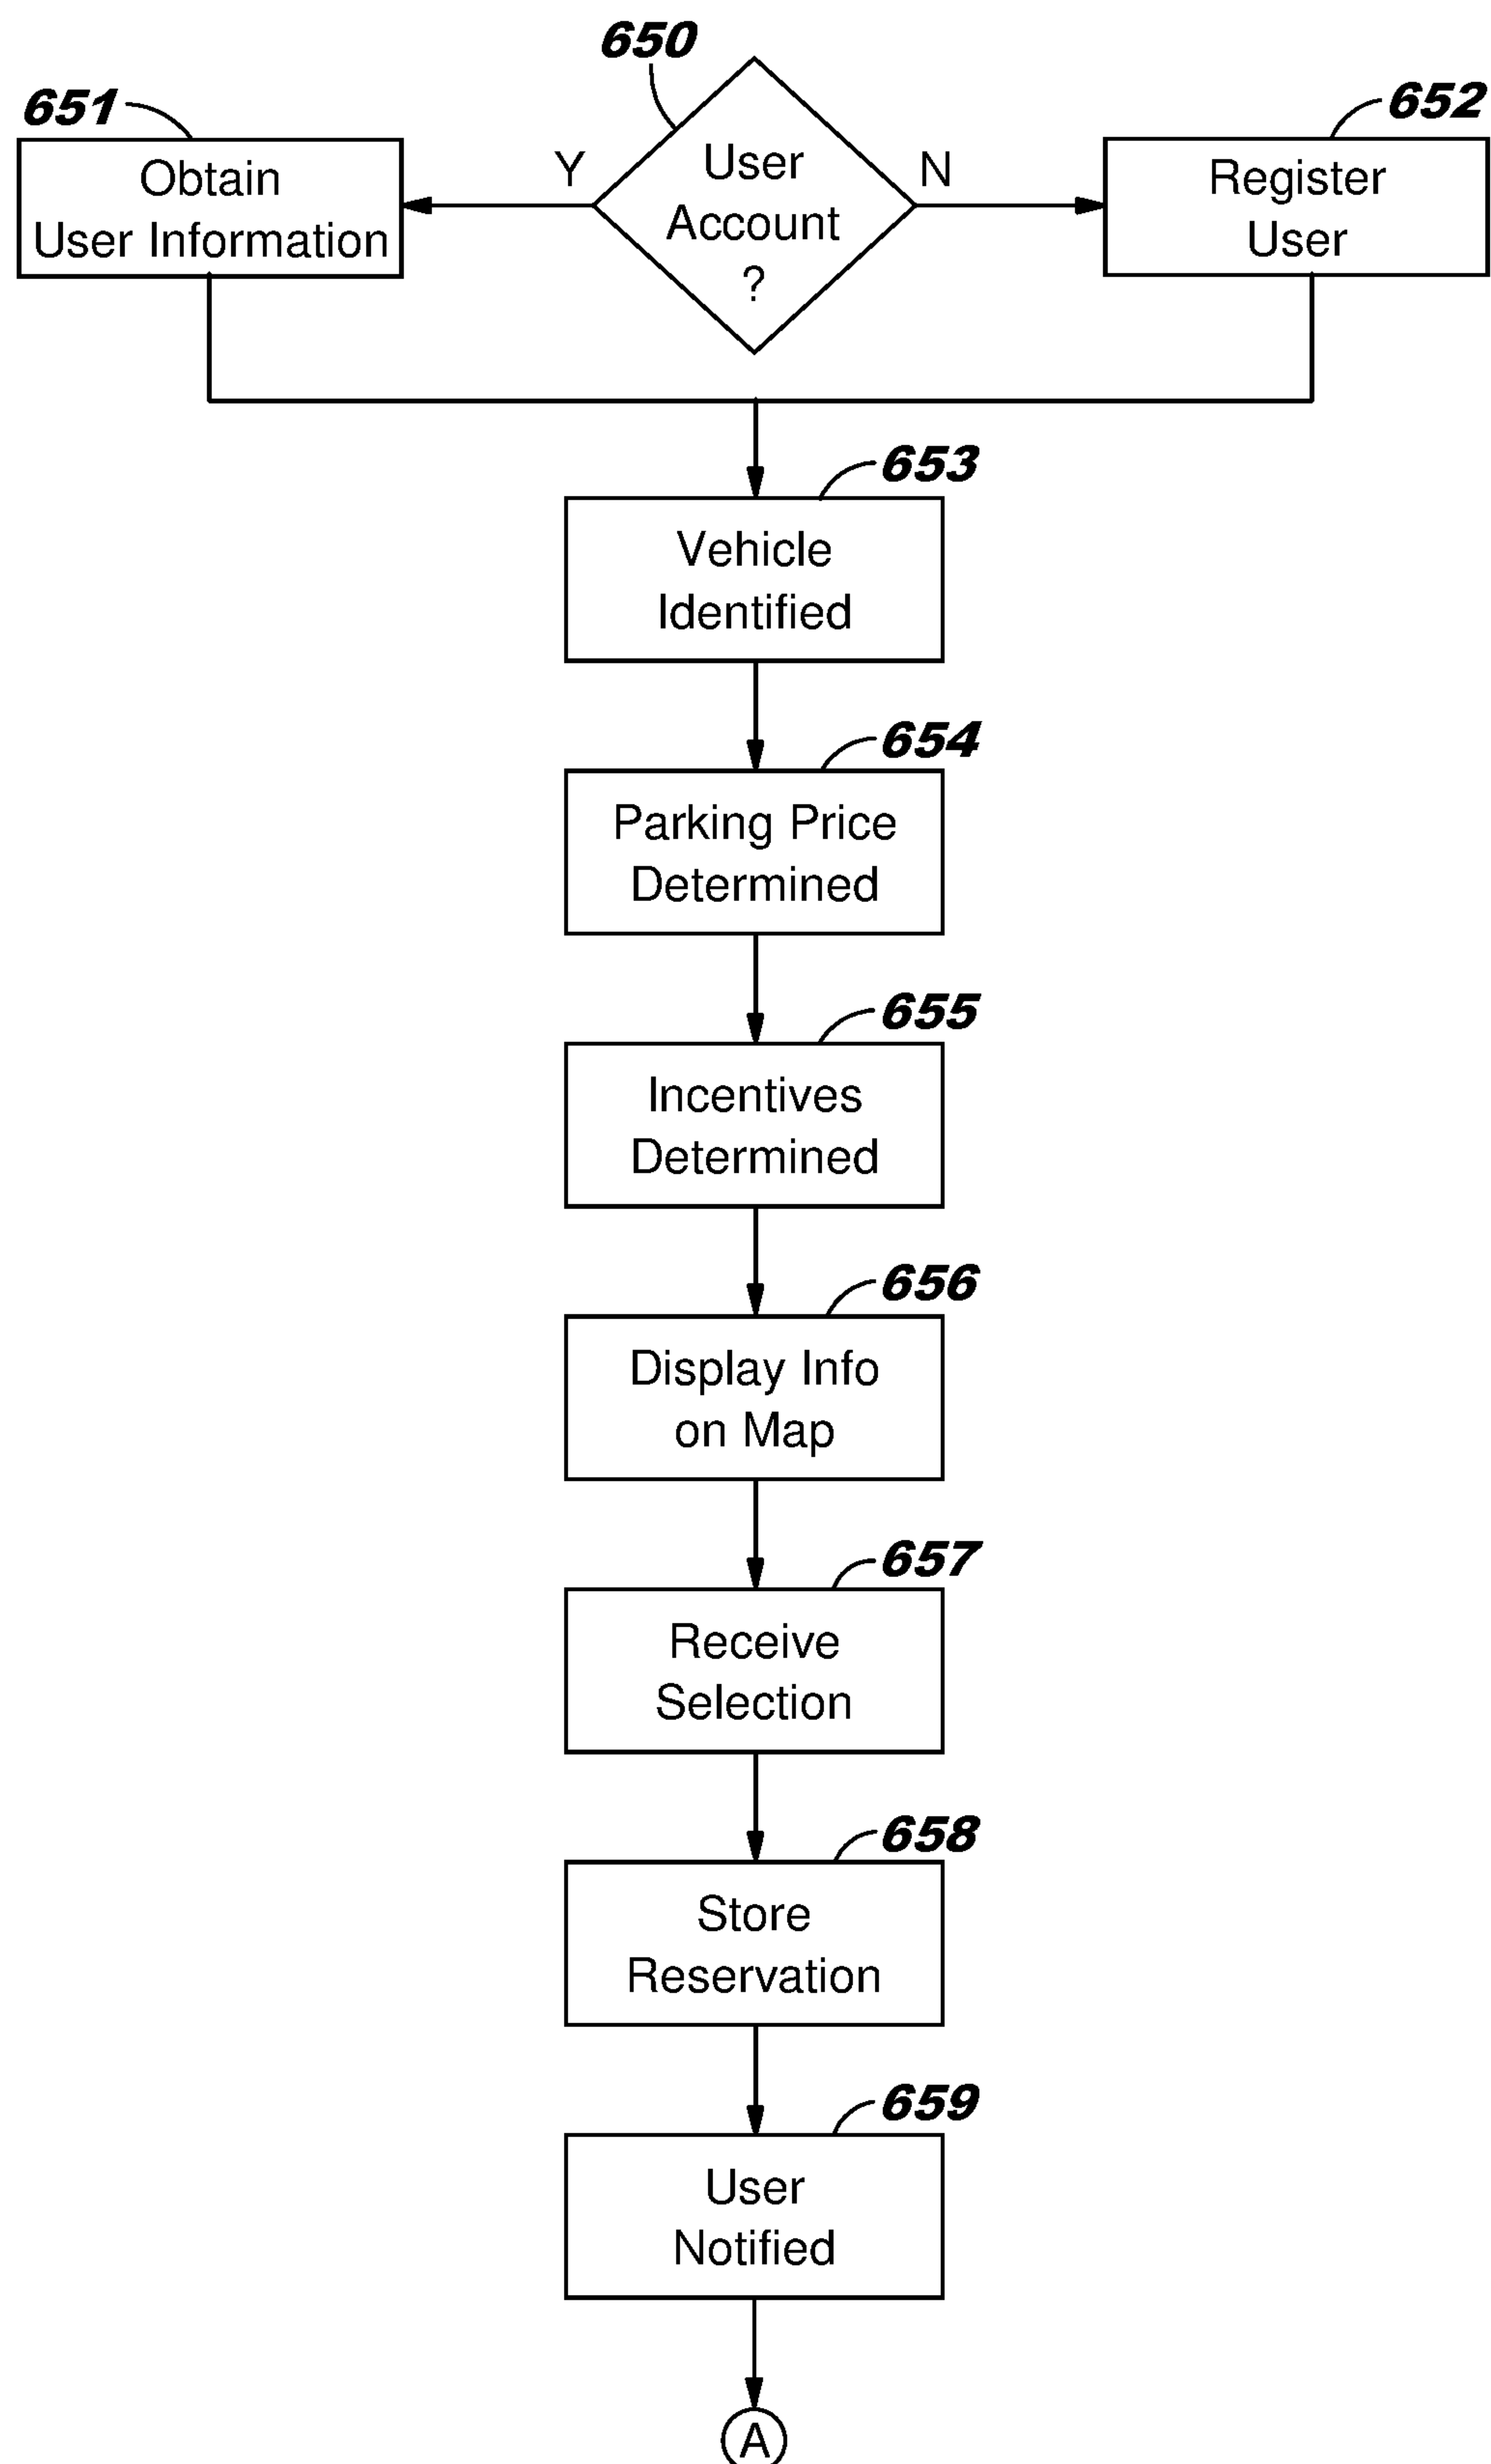 650
651
652
Y
User
Account
?
N
Obtain
User Information
Register
User
653
Vehicle
Identified
654
Parking Price
Determined
655
Incentives
Determined
656
Display Info
on Map
657
Receive
Selection
658
Store
Reservation
659
User
Notified
A